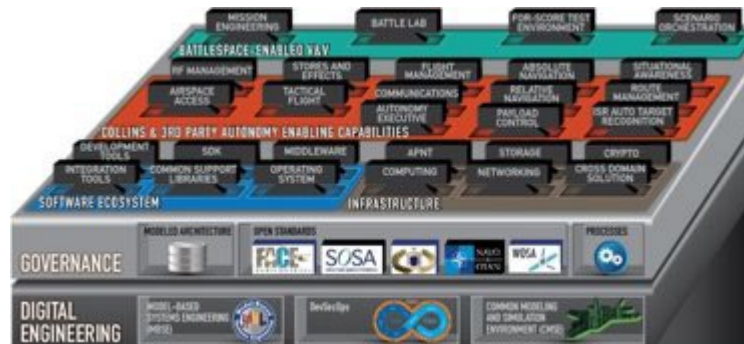 MISSION
ENGINEERING
BATTLE LAB
FOR-SCORE TEST
ENVIRONMENT
SCENARIO
ORCHESTRATION
BATTLESPACE-ENABLED V&V
RF MANAGEMENT
STORES AND
EFFECTS
FLIGHT
MANAGEMENT
ABSOLUTE
NAVIGATION
SITUATIONAL
AWARENESS
AIRSPACE
ACCESS
TACTICAL
FLIGHT
COMMUNICATIONS
RELATIVE
NAVIGATION
ROUTE
MANAGEMENT
AUTONOMY
EXECUTIVE
PAYLOAD
CONTROL
ISR AUTO TARGET
RECOGNITION
COLLINS & 3RD PARTY AUTONOMY ENABLING CAPABILITIES
DEVELOPMENT
TOOLS
SDK
MIDDLEWARE
APNT
STORAGE
CRYPTO
INTEGRATION
TOOLS
COMMON SUPPORT
LIBRARIES
OPERATING
SYSTEM
COMPUTING
NETWORKING
CROSS DOMAIN
SOLUTION
SOFTWARE ECOSYSTEM
INFRASTRUCTURE
GOVERNANCE
MODELED ARCHITECTURE
OPEN STANDARDS
FACE
SOSA
NATO
OTAN
WOSA
PROCESSES
DIGITAL
ENGINEERING
MODEL-BASED
SYSTEMS ENGINEERING
(MBSE)
DevSecOps
COMMON MODELING
AND SIMULATION
ENVIRONMENT (CMSE)